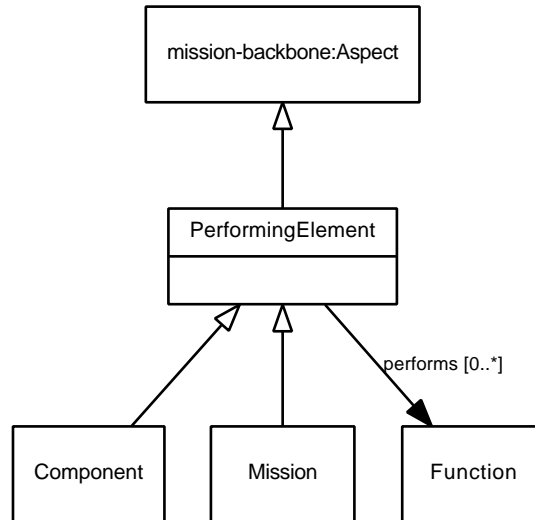 mission-backbone:Aspect
PerformingElement
performs [0..*]
Component
Mission
Function